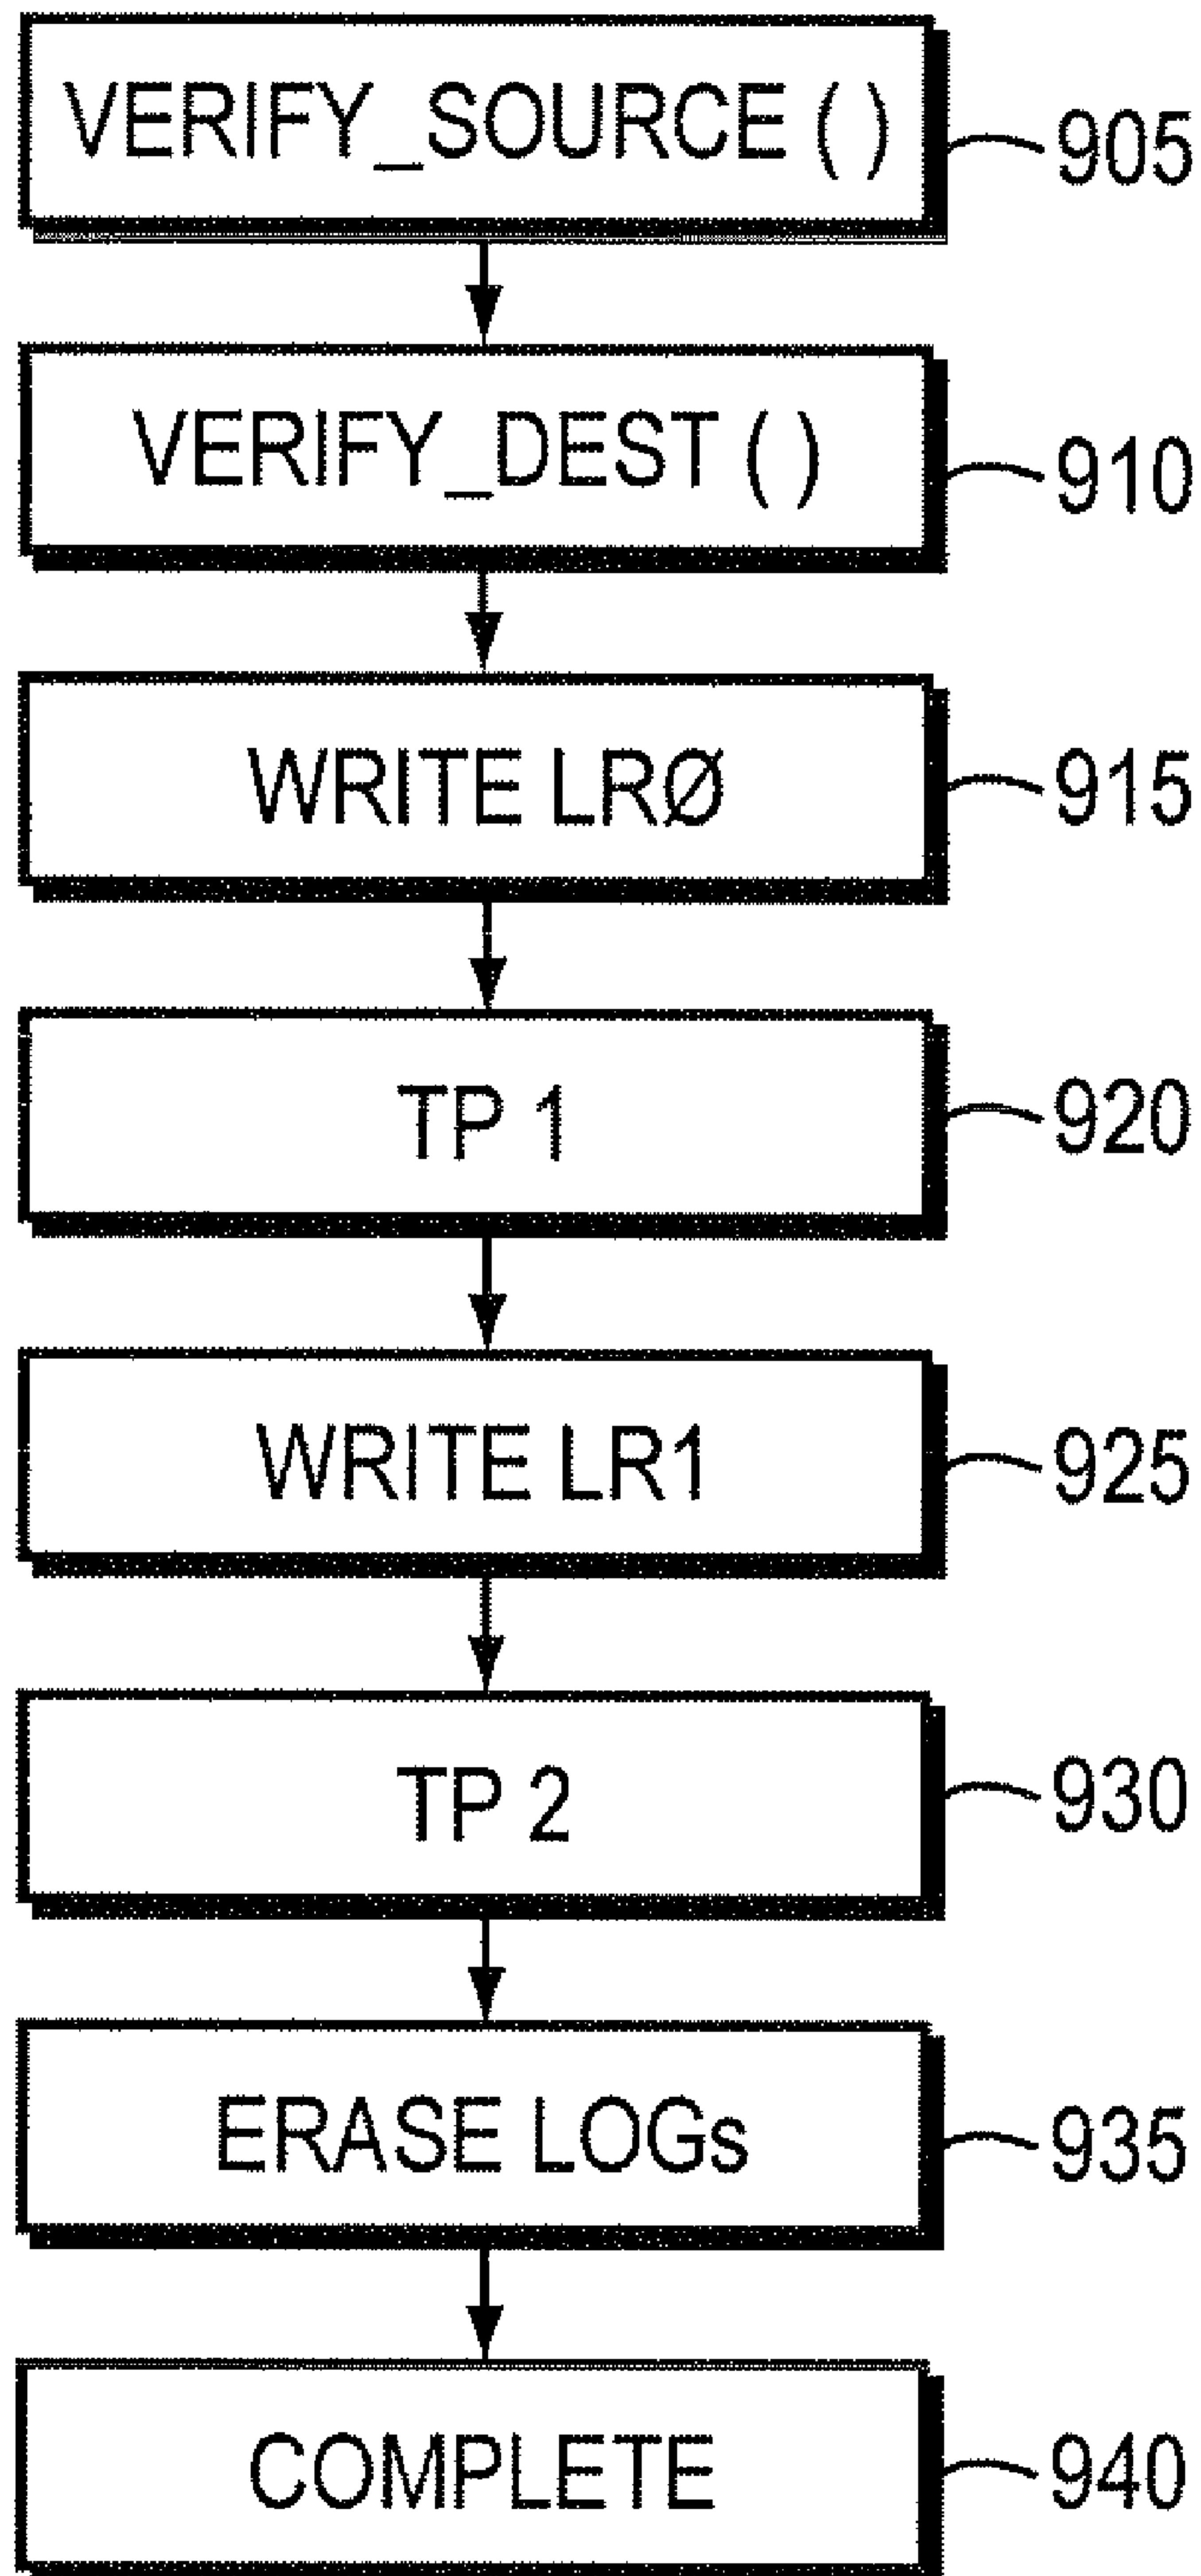 VERIFY_SOURCE ( ) 905
VERIFY_DEST ( ) 910
WRITE LRØ 915
TP 1 920
WRITE LR1 925
TP 2 930
ERASE LOGs 935
COMPLETE 940